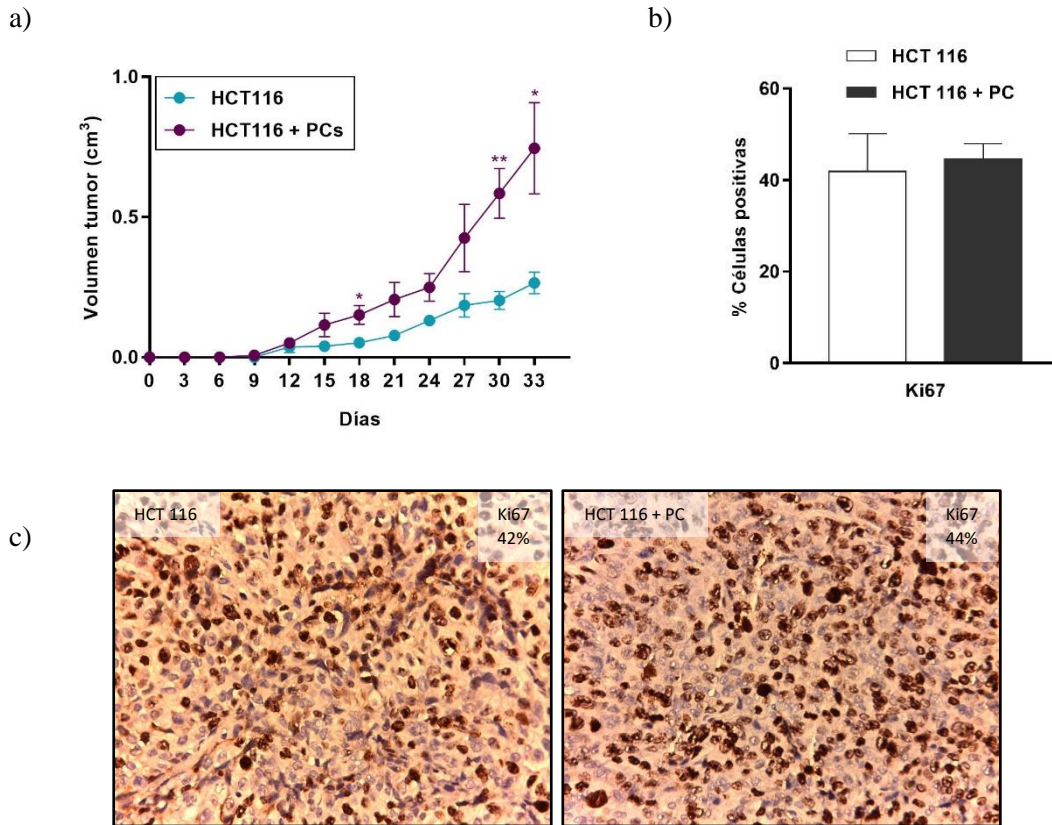 a)
b)
1.0
HCT116
HCT116 + PCs
*
**
*
0.5
0.0
Volumen tumor (cm³)
0 3 6 9 12 15 18 21 24 27 30 33
Días
HCT 116
HCT 116 + PC
60
40
20
0
% Células positivas
Ki67
c)
HCT 116
Ki67
42%
HCT 116 + PC
Ki67
44%